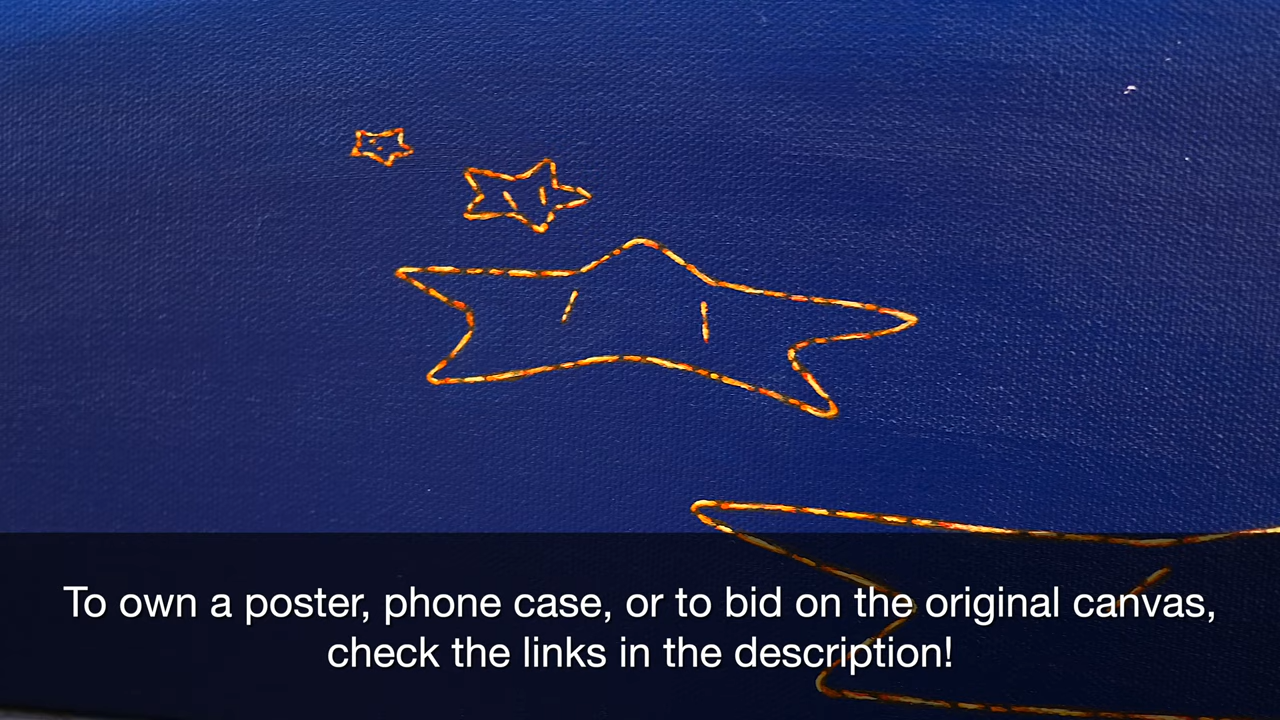 To own a poster, phone case, or to bid on the original canvas,
check the links in the description!